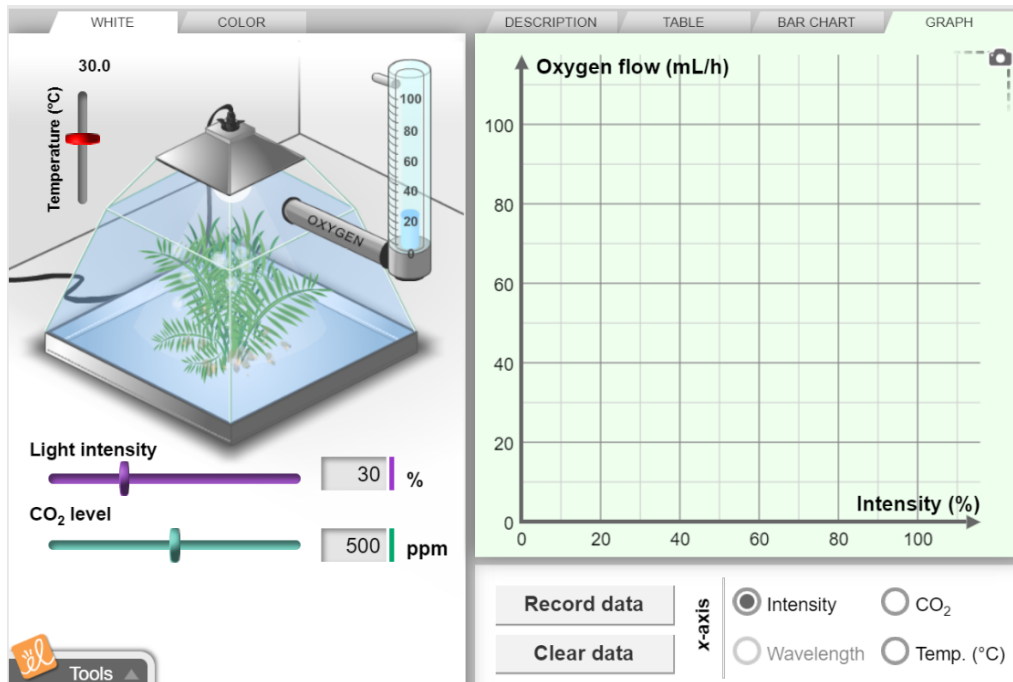 WHITE
COLOR
30.0
Temperature (°C)
100
80
60
40
20
0
OXYGEN
Light intensity
30 %
CO₂ level
500 ppm
Tools
DESCRIPTION
TABLE
BAR CHART
GRAPH
Oxygen flow (mL/h)
100
80
60
40
20
0
Intensity (%)
0 20 40 60 80 100
Record data
Clear data
x-axis
Intensity
CO₂
Wavelength
Temp. (°C)